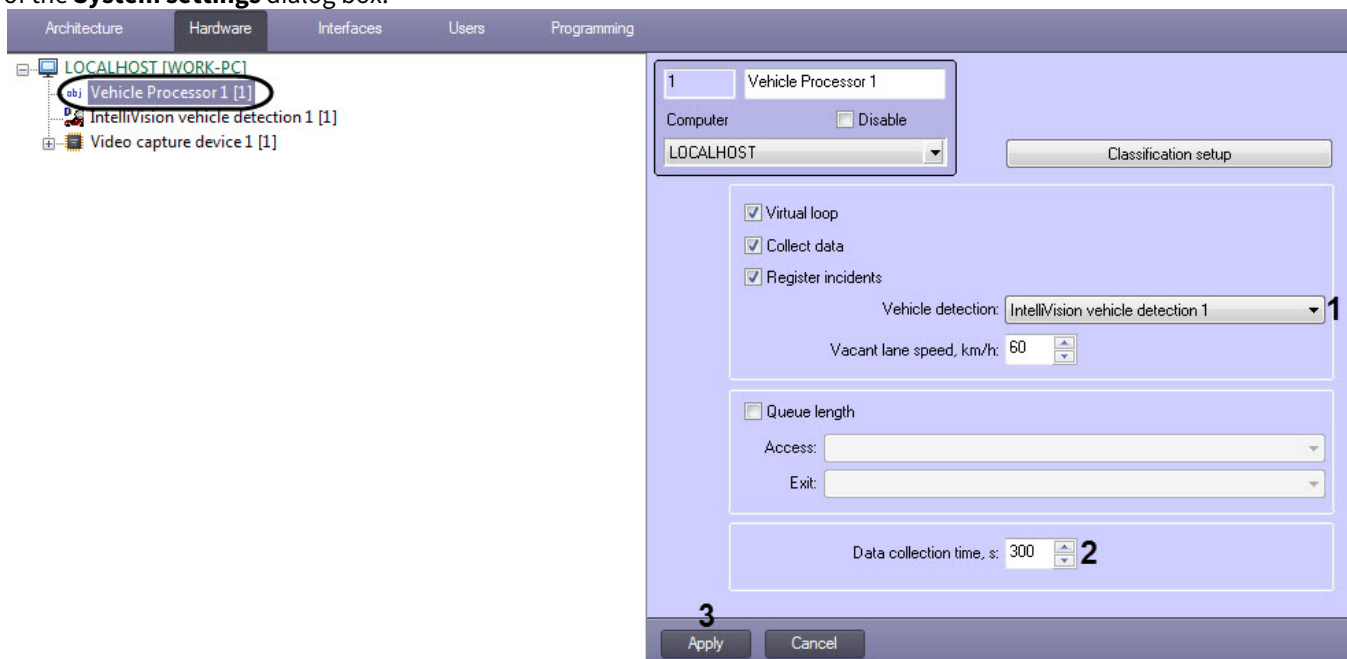 of the System settings dialog box.
Architecture Hardware Interfaces Users Programming
LOCALHOST [WORK-PC]
obj Vehicle Processor 1 [1]
IntelliVision vehicle detection 1 [1]
Video capture device 1 [1]
1 Vehicle Processor 1
Computer Disable
LOCALHOST
Classification setup
Virtual loop
Collect data
Register incidents
Vehicle detection: IntelliVision vehicle detection 1 1
Vacant lane speed, km/h: 60
Queue length
Access:
Exit:
Data collection time, s: 300 2
3
Apply Cancel